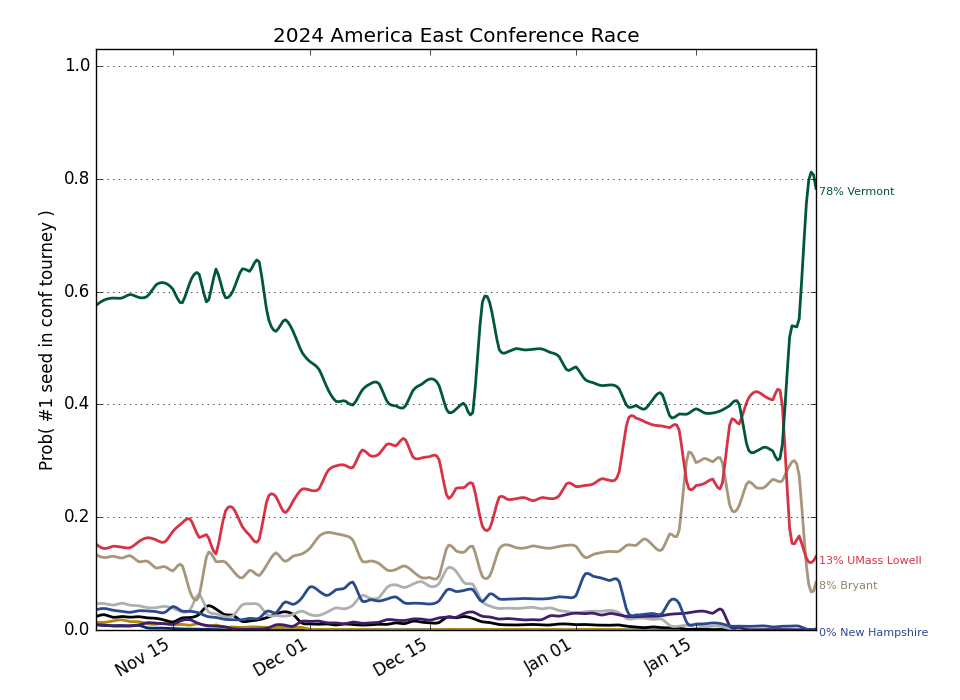 2024 America East Conference Race
Prob( #1 seed in conf tourney )
1.0
0.8
0.6
0.4
0.2
0.0
Nov 15
Dec 01
Dec 15
Jan 01
Jan 15
78% Vermont
13% UMass Lowell
8% Bryant
0% New Hampshire